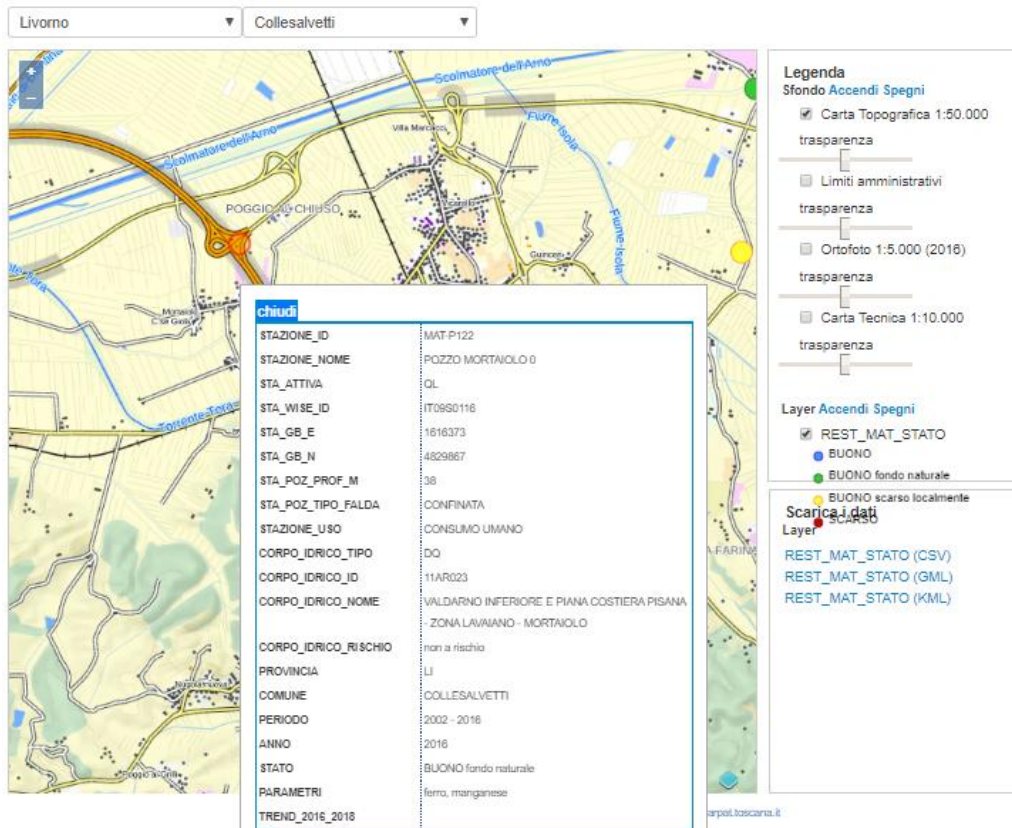 Livorno
Collesalvetti
+
−
Scolmatore dell'Arno
Fiume-Isola
Villa Marcacci
Scolmatore dell'Arno
POGGIO AL CHIUSO
Vicarello
Fiume-Isola
Guinceri
Torrente Tora
Nugola nuova
chiudi
STAZIONE_ID MAT-P122
STAZIONE_NOME POZZO MORTAIOLO 0
STA_ATTIVA QL
STA_WISE_ID IT09S0116
STA_GB_E 1616373
STA_GB_N 4829867
STA_POZ_PROF_M 38
STA_POZ_TIPO_FALDA CONFINATA
STAZIONE_USO CONSUMO UMANO
CORPO_IDRICO_TIPO DQ
CORPO_IDRICO_ID 11AR023
CORPO_IDRICO_NOME VALDARNO INFERIORE E PIANA COSTIERA PISANA
- ZONA LAVAIANO - MORTAIOLO
CORPO_IDRICO_RISCHIO non a rischio
PROVINCIA LI
COMUNE COLLESALVETTI
PERIODO 2002 - 2016
ANNO 2016
STATO BUONO fondo naturale
PARAMETRI ferro, manganese
TREND_2016_2018
arpat.toscana.it
Legenda
Sfondo Accendi Spegni
Carta Topografica 1:50.000
trasparenza
Limiti amministrativi
trasparenza
Ortofoto 1:5.000 (2016)
trasparenza
Carta Tecnica 1:10.000
trasparenza
Layer Accendi Spegni
REST_MAT_STATO
BUONO
BUONO fondo naturale
BUONO scarso localmente
SCARSO
Scarica i dati
Layer
REST_MAT_STATO (CSV)
REST_MAT_STATO (GML)
REST_MAT_STATO (KML)